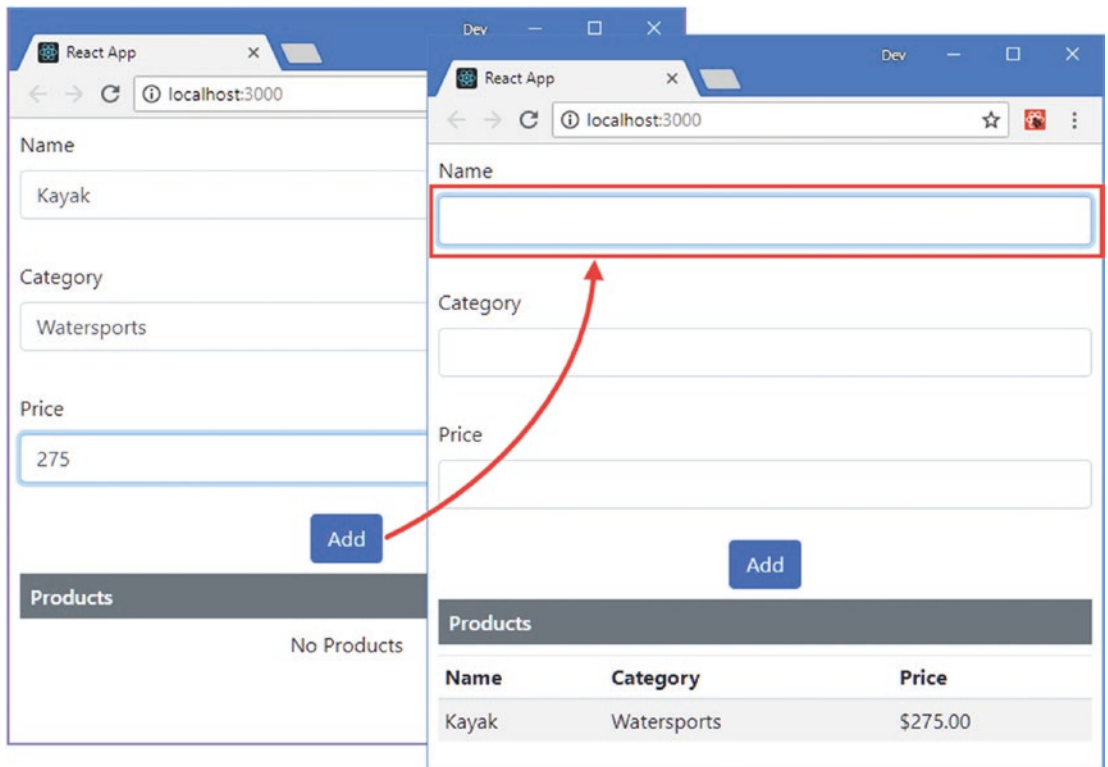 Dev
React App
localhost:3000
Name
Kayak
Category
Watersports
Price
275
Add
Products
No Products
Dev
React App
localhost:3000
Name
Category
Price
Add
Products
Name Category Price
Kayak Watersports $275.00